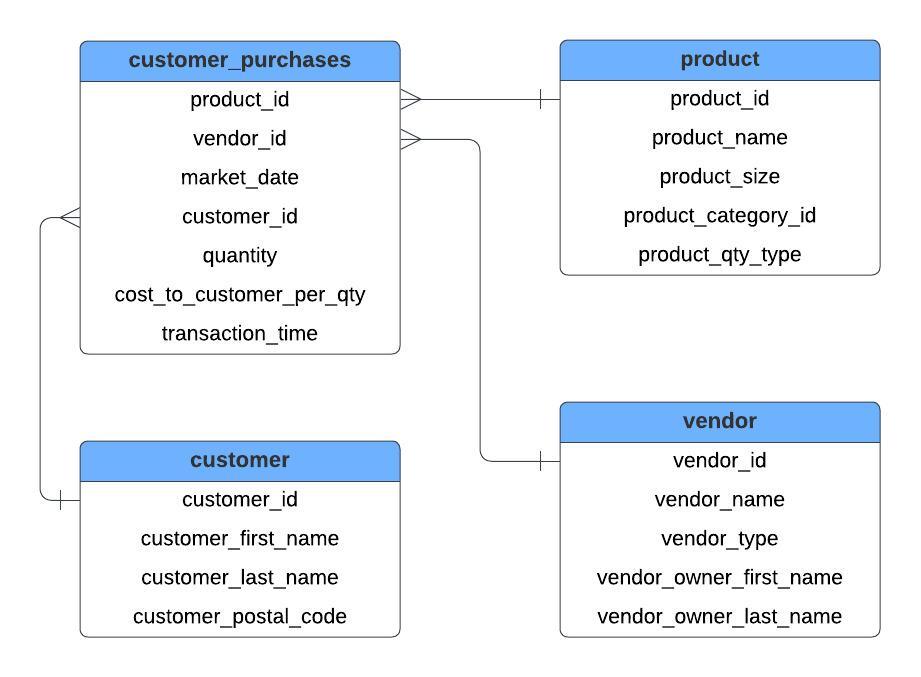 customer_purchases
product_id
vendor_id
market_date
customer_id
quantity
cost_to_customer_per_qty
transaction_time
product
product_id
product_name
product_size
product_category_id
product_qty_type
customer
customer_id
customer_first_name
customer_last_name
customer_postal_code
vendor
vendor_id
vendor_name
vendor_type
vendor_owner_first_name
vendor_owner_last_name